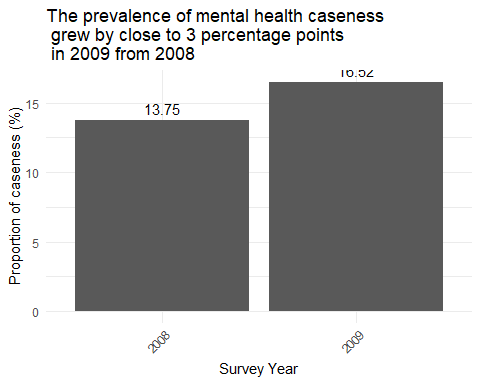 The prevalence of mental health caseness
grew by close to 3 percentage points
in 2009 from 2008
Proportion of caseness (%)
15
10
5
0
13.75
16.52
2008
2009
Survey Year